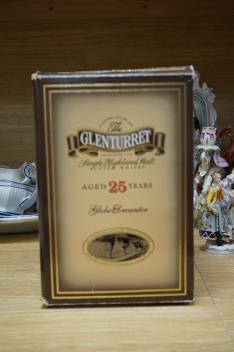 The
GLENTURRET
Single Highland Malt
SCOTCH WHISKY
AGED 25 YEARS
Globe Decanter